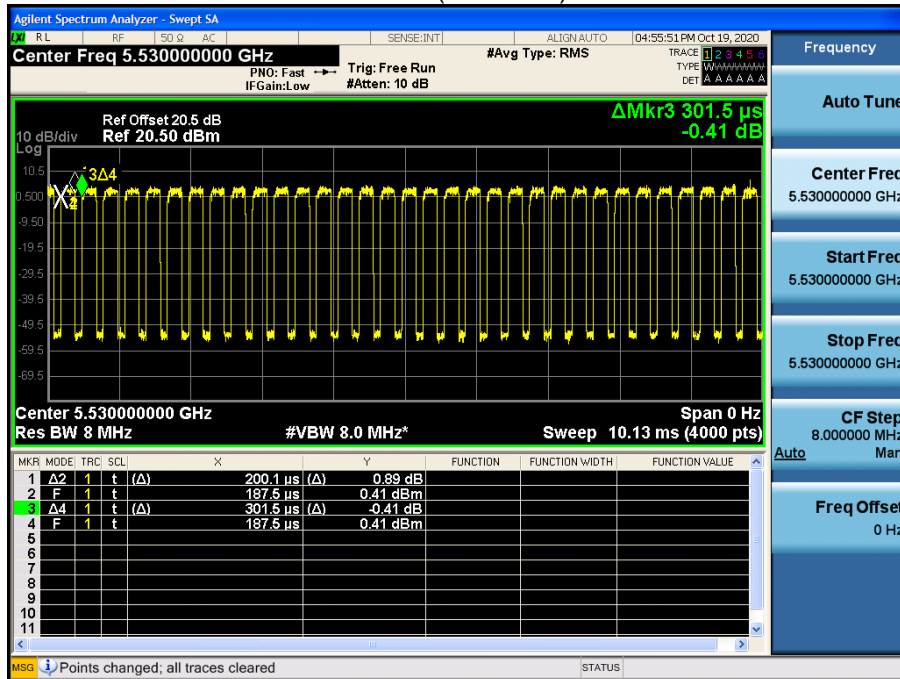 Agilent Spectrum Analyzer - Swept SA
LXI RL RF 50 Ω AC SENSE:INT ALIGN AUTO 04:55:51 PM Oct 19, 2020
Center Freq 5.530000000 GHz #Avg Type: RMS TRACE 1 2 3 4 5 6
PNO: Fast Trig: Free Run TYPE W W W W W W
IFGain:Low #Atten: 10 dB DET A A A A A A
Frequency
Auto Tune
Center Freq
5.530000000 GHz
Start Freq
5.530000000 GHz
Stop Freq
5.530000000 GHz
CF Step
8.000000 MHz
Auto Man
Freq Offset
0 Hz
ΔMkr3 301.5 µs
-0.41 dB
Ref Offset 20.5 dB
10 dB/div Ref 20.50 dBm
Log
10.5
0.500
-9.50
-19.5
-29.5
-39.5
-49.5
-59.5
-69.5
3Δ4
X
2
Center 5.530000000 GHz Span 0 Hz
Res BW 8 MHz #VBW 8.0 MHz* Sweep 10.13 ms (4000 pts)
MKR MODE TRC SCL X Y FUNCTION FUNCTION WIDTH FUNCTION VALUE
1 Δ2 1 t (Δ) 200.1 µs (Δ) 0.89 dB
2 F 1 t 187.5 µs 0.41 dBm
3 Δ4 1 t (Δ) 301.5 µs (Δ) -0.41 dB
4 F 1 t 187.5 µs 0.41 dBm
5
6
7
8
9
10
11
MSG Points changed; all traces cleared STATUS